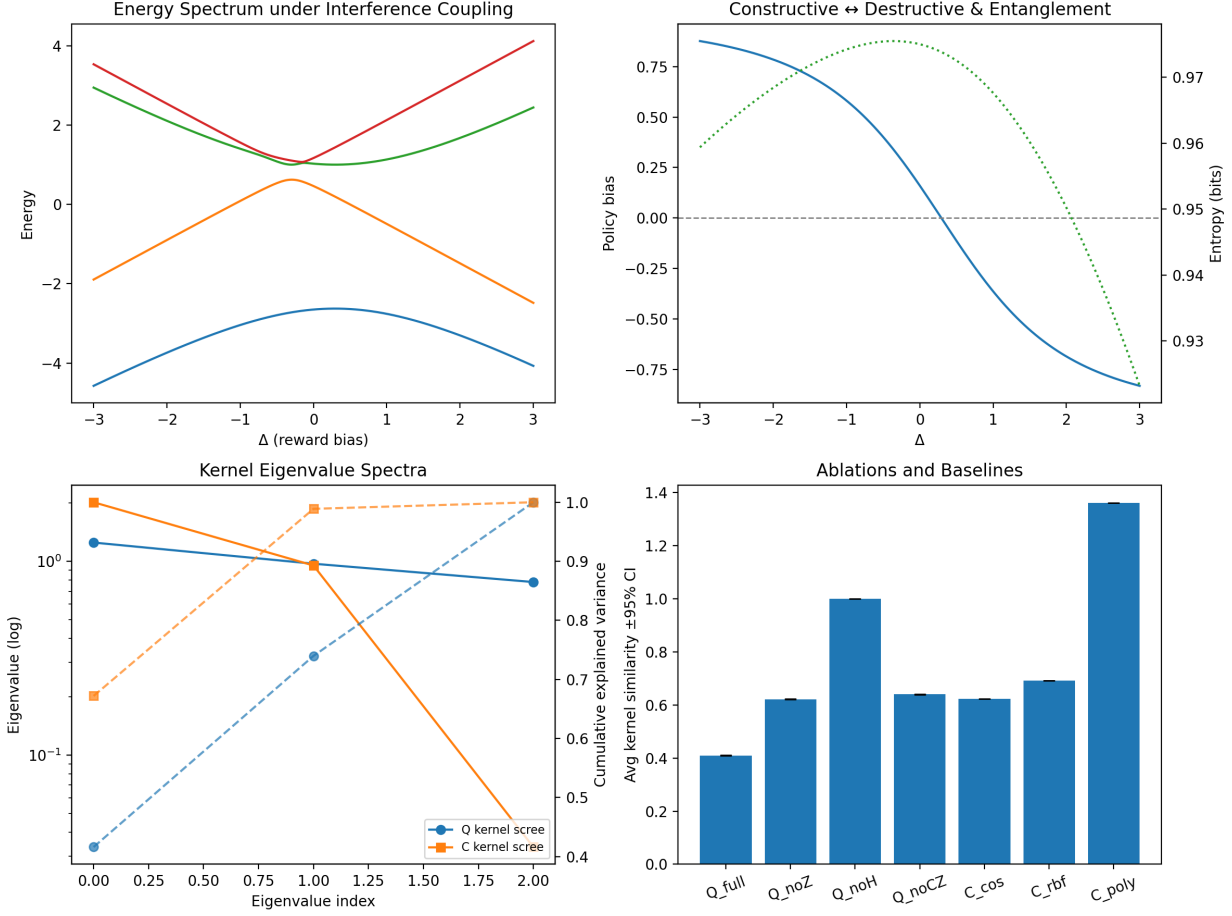 Energy Spectrum under Interference Coupling
Energy
4
2
0
−2
−4
−3
−2
−1
0
1
2
3
Δ (reward bias)
Constructive ↔ Destructive & Entanglement
Policy bias
0.75
0.50
0.25
0.00
−0.25
−0.50
−0.75
0.97
0.96
0.95
0.94
0.93
Entropy (bits)
−3
−2
−1
0
1
2
3
Δ
Kernel Eigenvalue Spectra
Eigenvalue (log)
10⁰
10⁻¹
1.0
0.9
0.8
0.7
0.6
0.5
0.4
Cumulative explained variance
Q kernel scree
C kernel scree
0.00
0.25
0.50
0.75
1.00
1.25
1.50
1.75
2.00
Eigenvalue index
Ablations and Baselines
Avg kernel similarity ±95% CI
1.4
1.2
1.0
0.8
0.6
0.4
0.2
0.0
Q_full
Q_noZ
Q_noH
Q_noCZ
C_cos
C_rbf
C_poly